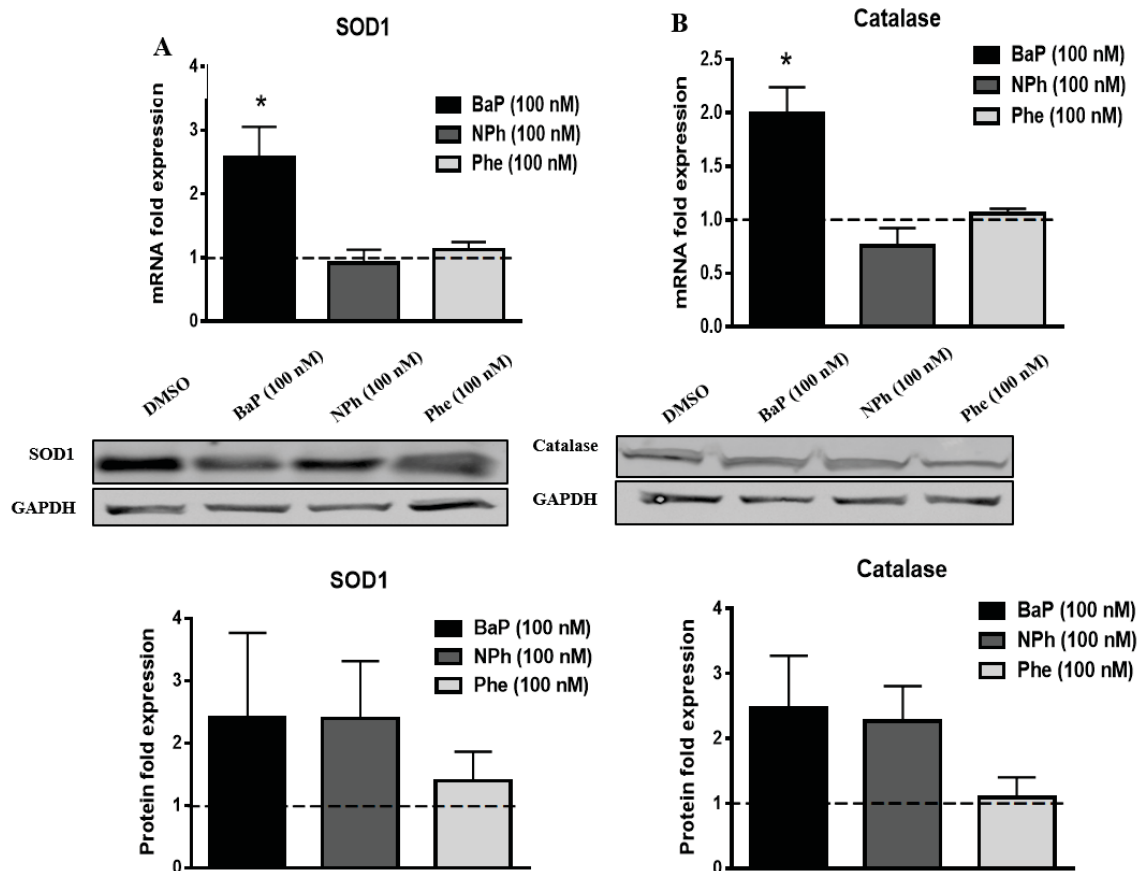 SOD1
A
4
3
2
1
0
mRNA fold expression
*
BaP (100 nM)
NPh (100 nM)
Phe (100 nM)
Catalase
B
2.5
2.0
1.5
1.0
0.5
0.0
mRNA fold expression
*
BaP (100 nM)
NPh (100 nM)
Phe (100 nM)
DMSO
BaP (100 nM)
NPh (100 nM)
Phe (100 nM)
SOD1
GAPDH
DMSO
BaP (100 nM)
NPh (100 nM)
Phe (100 nM)
Catalase
GAPDH
SOD1
4
3
2
1
0
Protein fold expression
BaP (100 nM)
NPh (100 nM)
Phe (100 nM)
Catalase
4
3
2
1
0
Protein fold expression
BaP (100 nM)
NPh (100 nM)
Phe (100 nM)